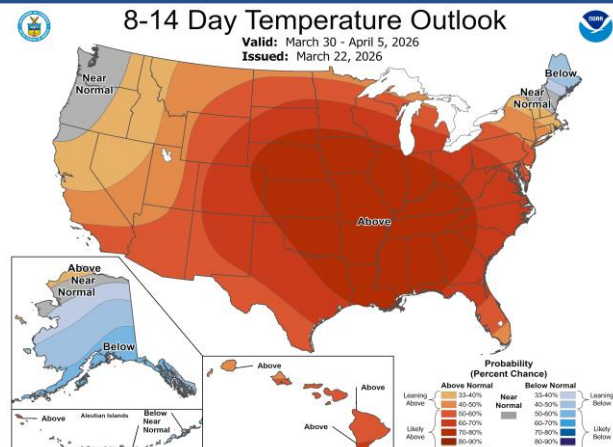 8-14 Day Temperature Outlook
Valid: March 30 - April 5, 2026
Issued: March 22, 2026
NOAA
Near
Normal
Below
Near
Normal
Above
Above
Near
Normal
Below
Above
Aleutian Islands
Below
Near
Normal
Above
Above
Above
Probability
(Percent Chance)
Above Normal
Near
Normal
Below Normal
Leaning
Above
33-40%
40-50%
50-60%
Likely
Above
60-70%
70-80%
80-90%
33-40%
40-50%
50-60%
Leaning
Below
60-70%
70-80%
80-90%
Likely
Below